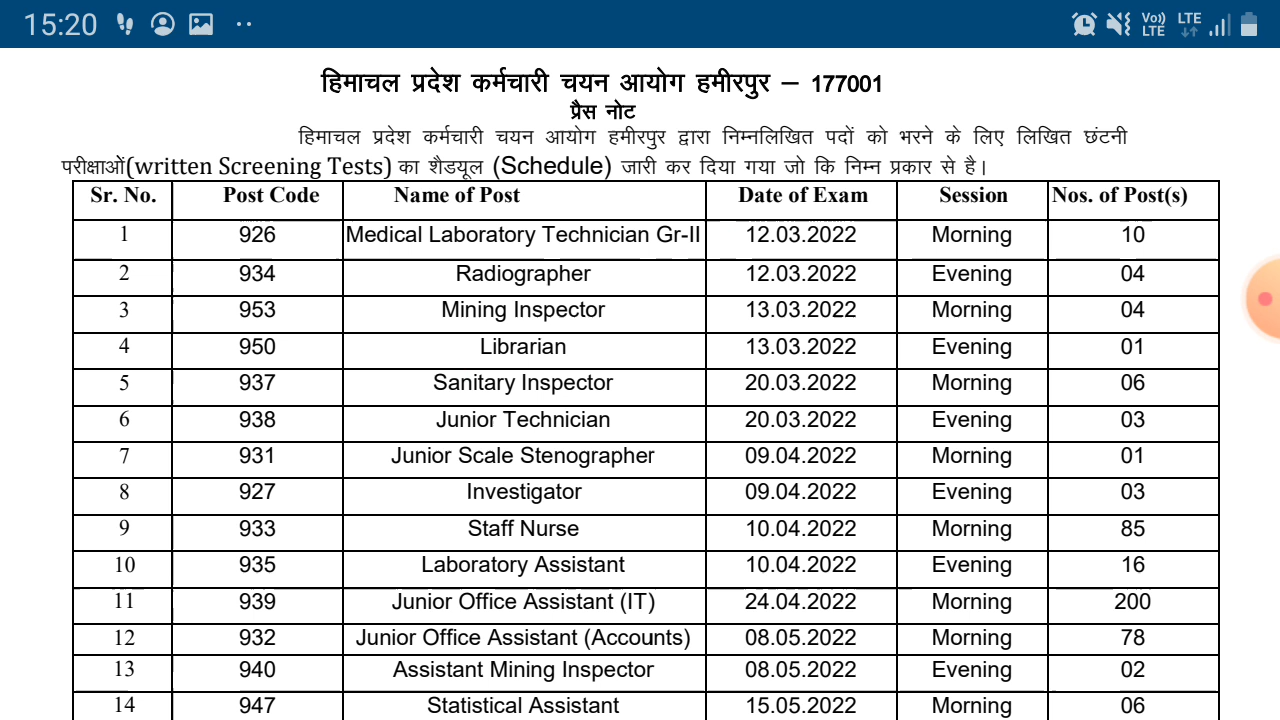 15:20 Vo)) LTE LTE
हिमाचल प्रदेश कर्मचारी चयन आयोग हमीरपुर – 177001
प्रैस नोट
हिमाचल प्रदेश कर्मचारी चयन आयोग हमीरपुर द्वारा निम्नलिखित पदों को भरने के लिए लिखित छंटनी
परीक्षाओं(written Screening Tests) का शैडयूल (Schedule) जारी कर दिया गया जो कि निम्न प्रकार से है।
Sr. No. Post Code Name of Post Date of Exam Session Nos. of Post(s)
1 926 Medical Laboratory Technician Gr-II 12.03.2022 Morning 10
2 934 Radiographer 12.03.2022 Evening 04
3 953 Mining Inspector 13.03.2022 Morning 04
4 950 Librarian 13.03.2022 Evening 01
5 937 Sanitary Inspector 20.03.2022 Morning 06
6 938 Junior Technician 20.03.2022 Evening 03
7 931 Junior Scale Stenographer 09.04.2022 Morning 01
8 927 Investigator 09.04.2022 Evening 03
9 933 Staff Nurse 10.04.2022 Morning 85
10 935 Laboratory Assistant 10.04.2022 Evening 16
11 939 Junior Office Assistant (IT) 24.04.2022 Morning 200
12 932 Junior Office Assistant (Accounts) 08.05.2022 Morning 78
13 940 Assistant Mining Inspector 08.05.2022 Evening 02
14 947 Statistical Assistant 15.05.2022 Morning 06